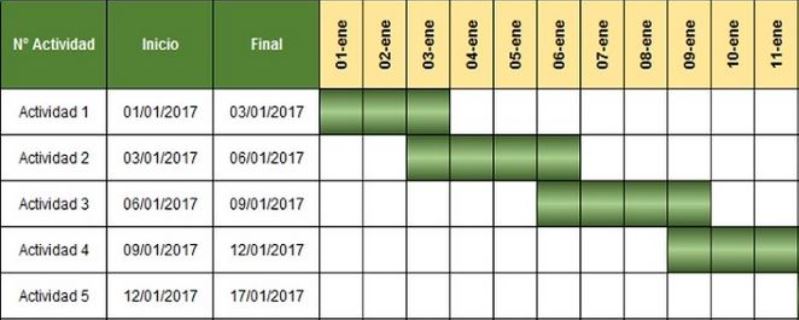 N° Actividad Inicio Final 01-ene 02-ene 03-ene 04-ene 05-ene 06-ene 07-ene 08-ene 09-ene 10-ene 11-ene
Actividad 1 01/01/2017 03/01/2017
Actividad 2 03/01/2017 06/01/2017
Actividad 3 06/01/2017 09/01/2017
Actividad 4 09/01/2017 12/01/2017
Actividad 5 12/01/2017 17/01/2017